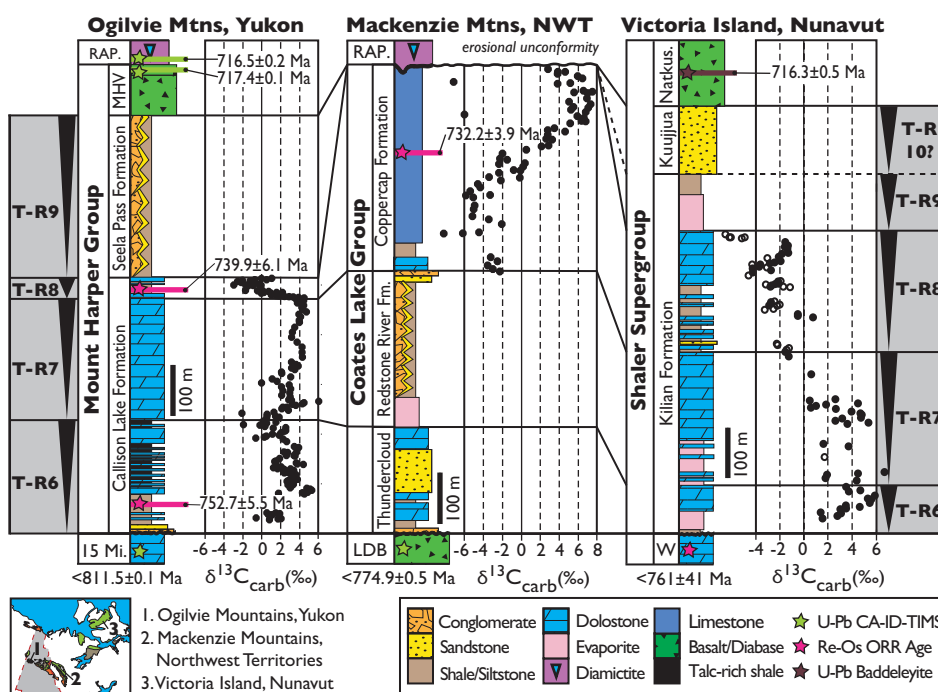 Ogilvie Mtns, Yukon
Mackenzie Mtns, NWT
Victoria Island, Nunavut
RAP.
716.5±0.2 Ma
717.4±0.1 Ma
MHV
Seela Pass Formation
739.9±6.1 Ma
Mount Harper Group
Callison Lake Formation
100 m
752.7±5.5 Ma
15 Mi.
<811.5±0.1 Ma
T-R9
T-R8
T-R7
T-R6
-6 -4 -2 0 2 4 6
δ¹³Ccarb(‰)
RAP.
erosional unconformity
Coppercap Formation
732.2±3.9 Ma
Coates Lake Group
Redstone River Fm.
Thundercloud
100 m
LDB
<774.9±0.5 Ma
-6 -4 -2 0 2 4 6 8
δ¹³Ccarb(‰)
Natkus.
716.3±0.5 Ma
Kuujjua
Shaler Supergroup
Kilian Formation
100 m
W
<761±41 Ma
-4 -2 0 2 4 6
δ¹³Ccarb(‰)
T-R
10?
T-R9
T-R8
T-R7
T-R6
1
2
3
1. Ogilvie Mountains, Yukon
2. Mackenzie Mountains,
Northwest Territories
3. Victoria Island, Nunavut
Conglomerate
Sandstone
Shale/Siltstone
Dolostone
Evaporite
Diamictite
Limestone
Basalt/Diabase
Talc-rich shale
U-Pb CA-ID-TIMS
Re-Os ORR Age
U-Pb Baddeleyite